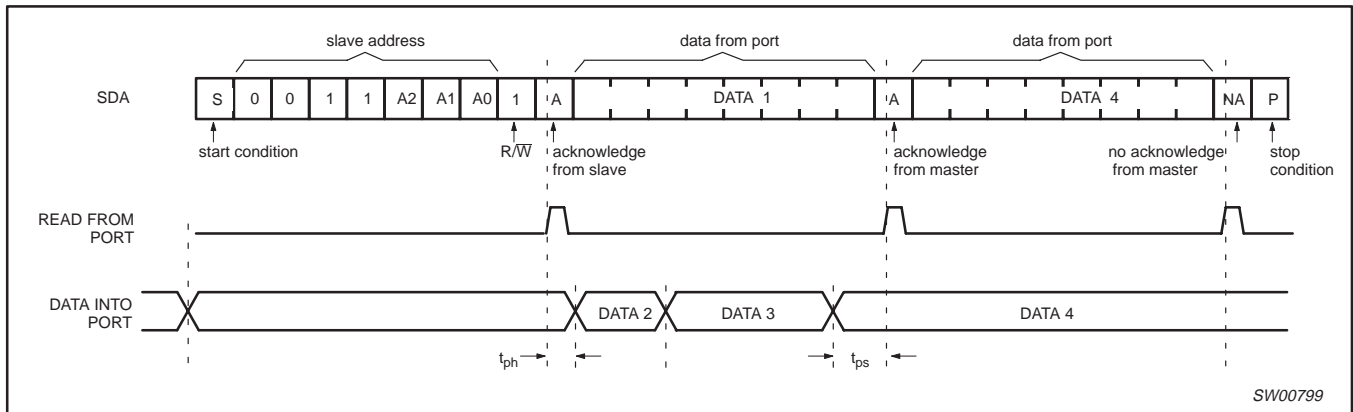 slave address data from port data from port
SDA S 0 0 1 1 A2 A1 A0 1 A DATA 1 A DATA 4 NA P
start condition R/W̅ acknowledge from slave acknowledge from master no acknowledge from master stop condition
READ FROM PORT
DATA INTO PORT DATA 2 DATA 3 DATA 4
tph tps
SW00799